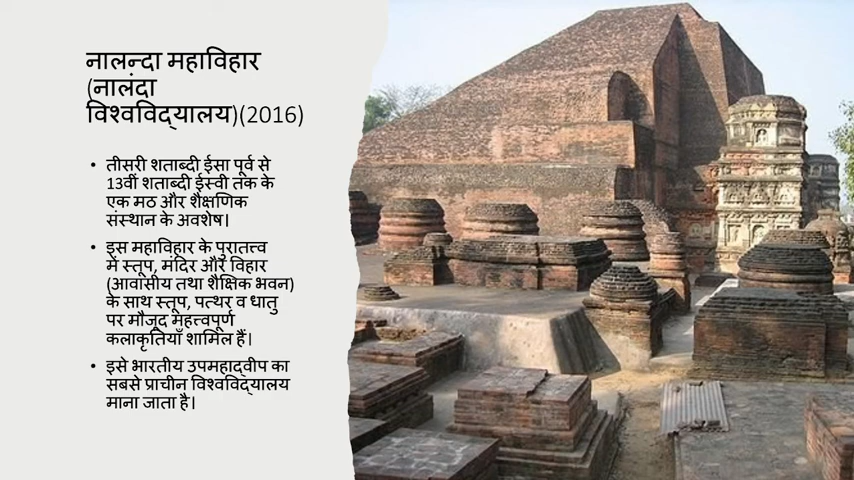 नालन्दा महाविहार
(नालंदा
विश्वविद्यालय)(2016)
• तीसरी शताब्दी ईसा पूर्व से
13वीं शताब्दी ईस्वी तक के
एक मठ और शैक्षणिक
संस्थान के अवशेष।
• इस महाविहार के पुरातत्त्व
में स्तूप, मंदिर और विहार
(आवासीय तथा शैक्षिक भवन)
के साथ स्तूप, पत्थर व धातु
पर मौजूद महत्वपूर्ण
कलाकृतियाँ शामिल हैं।
• इसे भारतीय उपमहाद्वीप का
सबसे प्राचीन विश्वविद्यालय
माना जाता है।